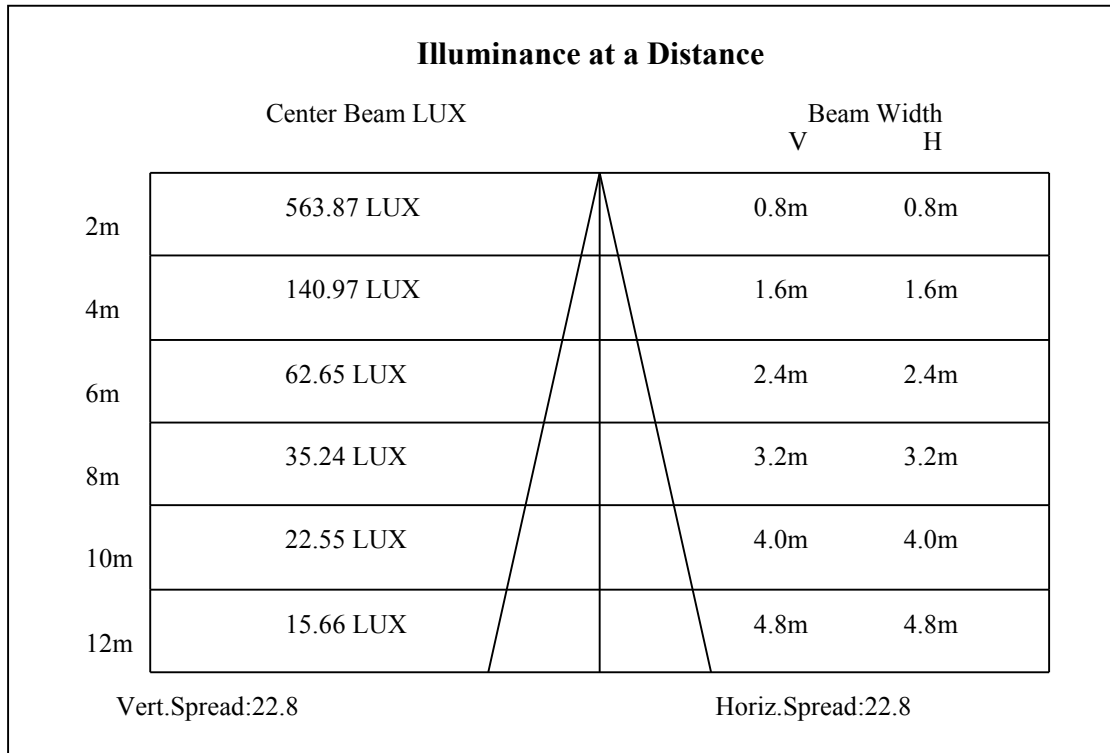 Illuminance at a Distance
Center Beam LUX Beam Width
V H
2m 563.87 LUX 0.8m 0.8m
4m 140.97 LUX 1.6m 1.6m
6m 62.65 LUX 2.4m 2.4m
8m 35.24 LUX 3.2m 3.2m
10m 22.55 LUX 4.0m 4.0m
12m 15.66 LUX 4.8m 4.8m
Vert.Spread:22.8 Horiz.Spread:22.8